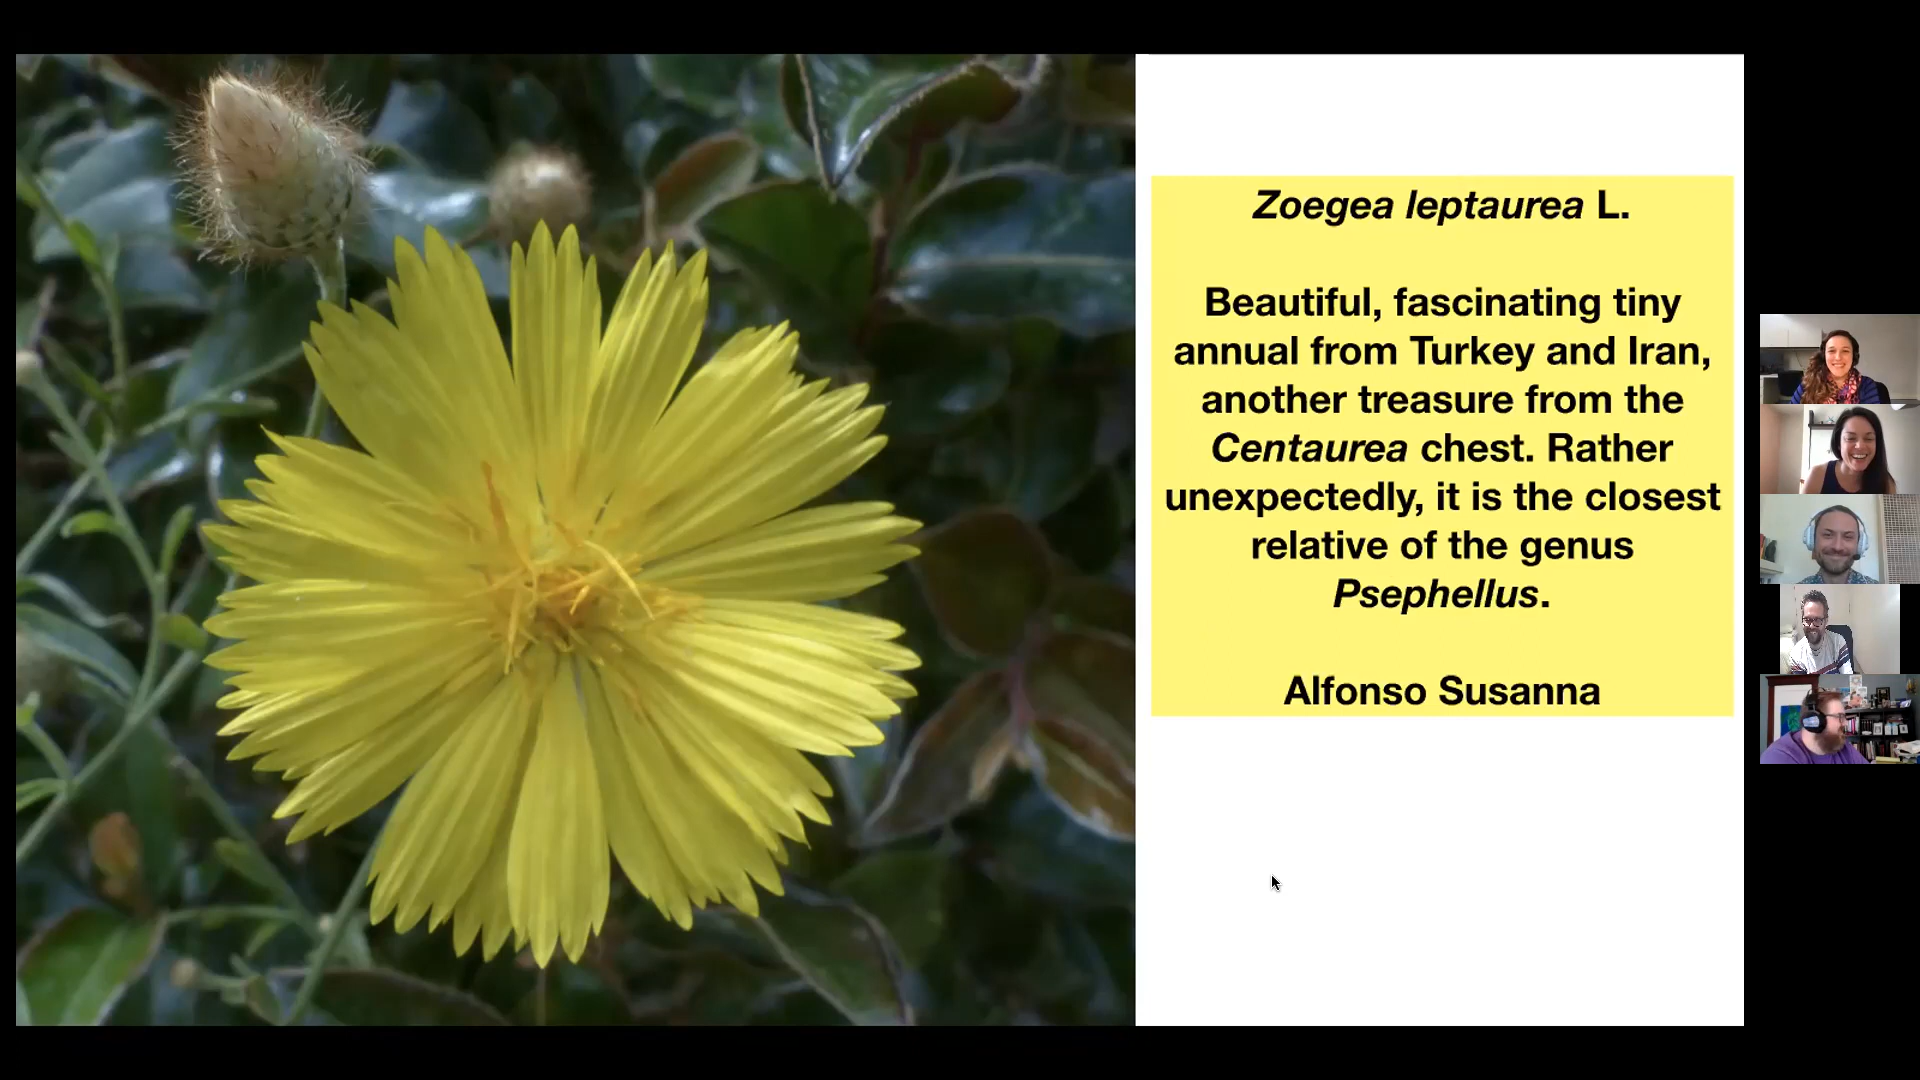 Zoegea leptaurea L.
Beautiful, fascinating tiny
annual from Turkey and Iran,
another treasure from the
Centaurea chest. Rather
unexpectedly, it is the closest
relative of the genus
Psephellus.
Alfonso Susanna